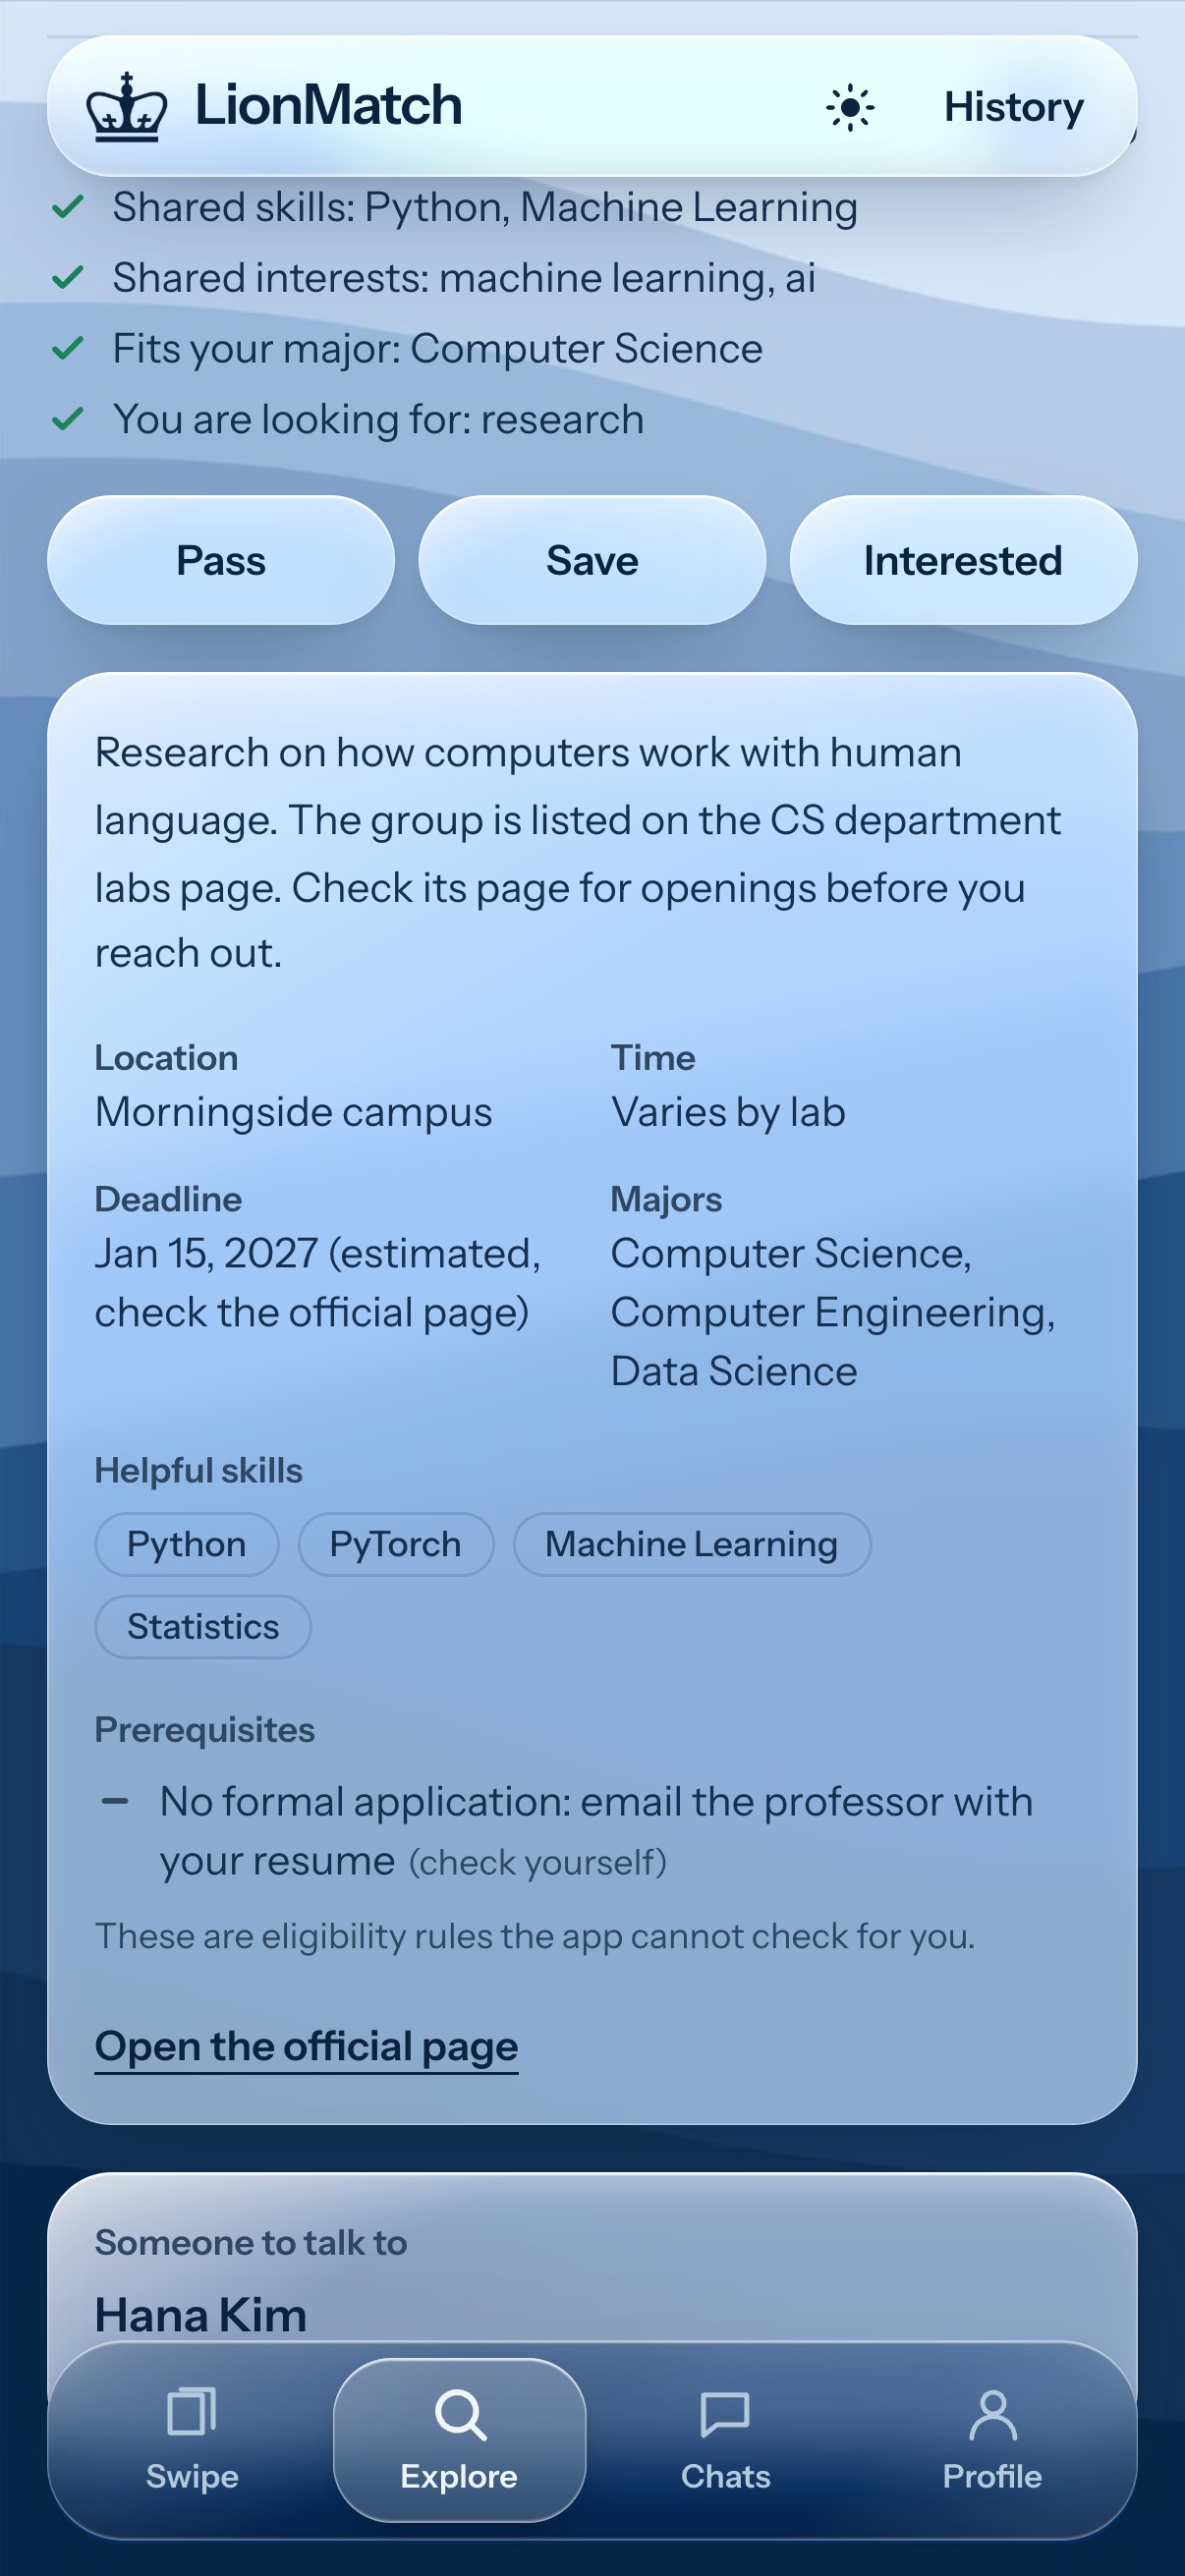 LionMatch
History
Shared skills: Python, Machine Learning
Shared interests: machine learning, ai
Fits your major: Computer Science
You are looking for: research
Pass
Save
Interested
Research on how computers work with human
language. The group is listed on the CS department
labs page. Check its page for openings before you
reach out.
Location
Morningside campus
Time
Varies by lab
Deadline
Jan 15, 2027 (estimated,
check the official page)
Majors
Computer Science,
Computer Engineering,
Data Science
Helpful skills
Python
PyTorch
Machine Learning
Statistics
Prerequisites
No formal application: email the professor with
your resume (check yourself)
These are eligibility rules the app cannot check for you.
Open the official page
Someone to talk to
Hana Kim
Swipe
Explore
Chats
Profile